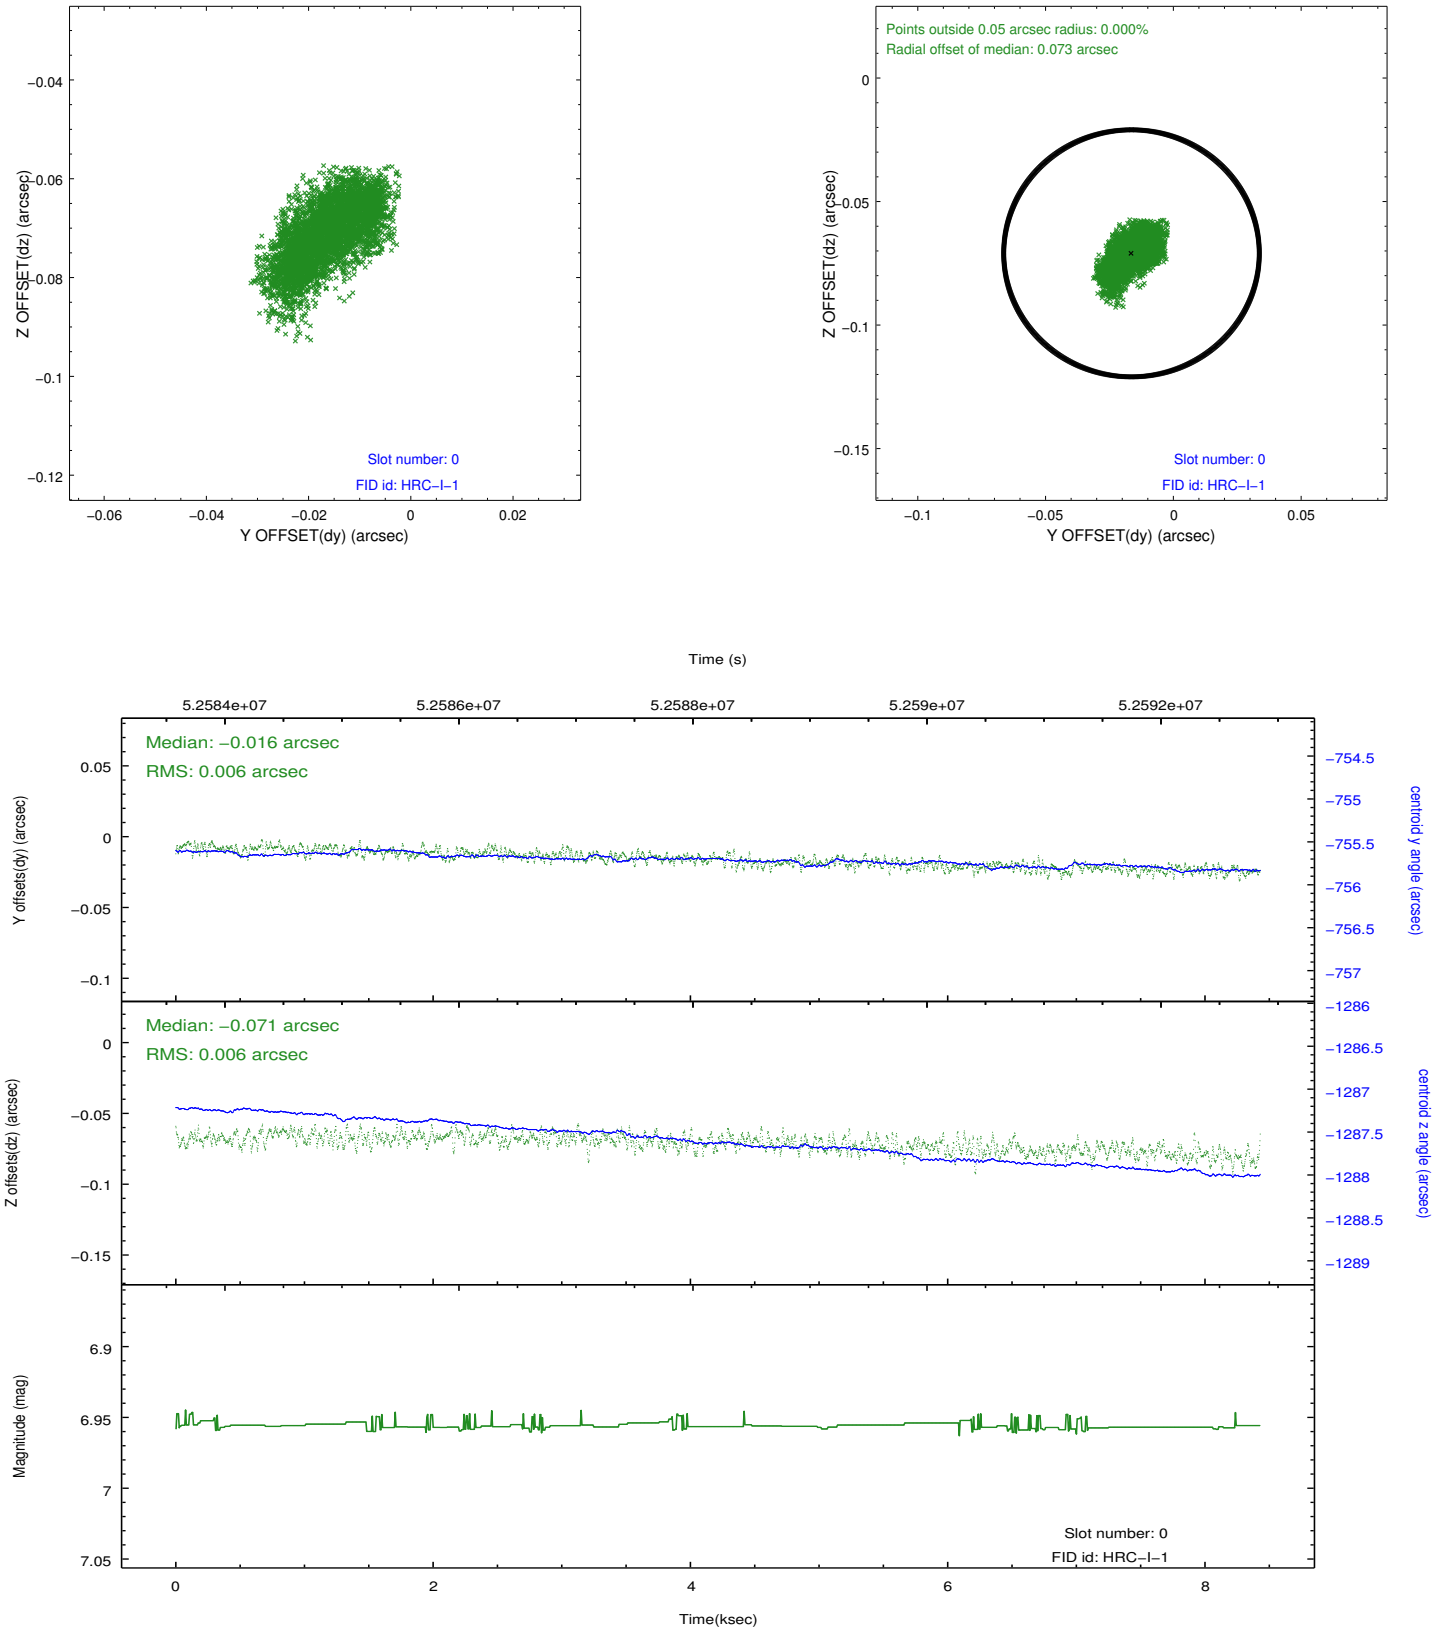 −0.04
−0.06
−0.08
−0.1
−0.12
Z OFFSET(dz) (arcsec)
Slot number: 0
FID id: HRC−I−1
−0.06
−0.04
−0.02
0
0.02
Y OFFSET(dy) (arcsec)
Points outside 0.05 arcsec radius: 0.000%
Radial offset of median: 0.073 arcsec
0
−0.05
−0.1
−0.15
Z OFFSET(dz) (arcsec)
Slot number: 0
FID id: HRC−I−1
−0.1
−0.05
0
0.05
Y OFFSET(dy) (arcsec)
Time (s)
5.2584e+07
5.2586e+07
5.2588e+07
5.259e+07
5.2592e+07
Median: −0.016 arcsec
RMS: 0.006 arcsec
0.05
0
−0.05
−0.1
Y offsets(dy) (arcsec)
−754.5
−755
−755.5
−756
−756.5
−757
centroid y angle (arcsec)
Median: −0.071 arcsec
RMS: 0.006 arcsec
0
−0.05
−0.1
−0.15
Z offsets(dz) (arcsec)
−1286
−1286.5
−1287
−1287.5
−1288
−1288.5
−1289
centroid z angle (arcsec)
6.9
6.95
7
7.05
Magnitude (mag)
Slot number: 0
FID id: HRC−I−1
0
2
4
6
8
Time(ksec)